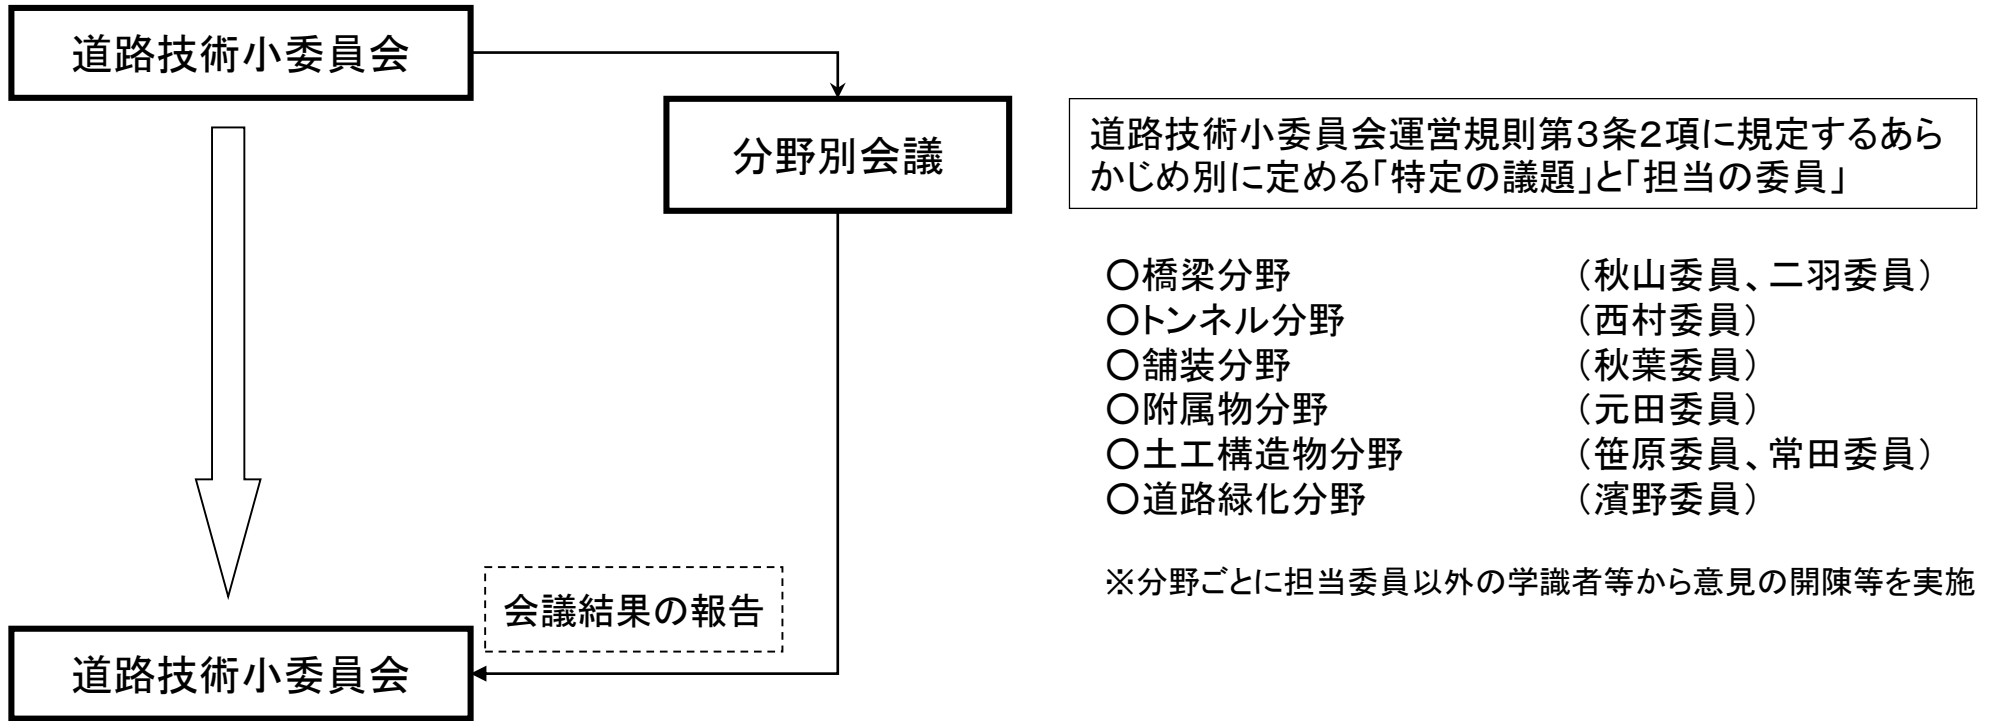 道路技術小委員会
分野別会議
道路技術小委員会運営規則第3条2項に規定するあら
かじめ別に定める「特定の議題」と「担当の委員」
○橋梁分野 （秋山委員、二羽委員）
○トンネル分野 （西村委員）
○舗装分野 （秋葉委員）
○附属物分野 （元田委員）
○土工構造物分野 （笹原委員、常田委員）
○道路緑化分野 （濱野委員）
※分野ごとに担当委員以外の学識者等から意見の開陳等を実施
会議結果の報告
道路技術小委員会